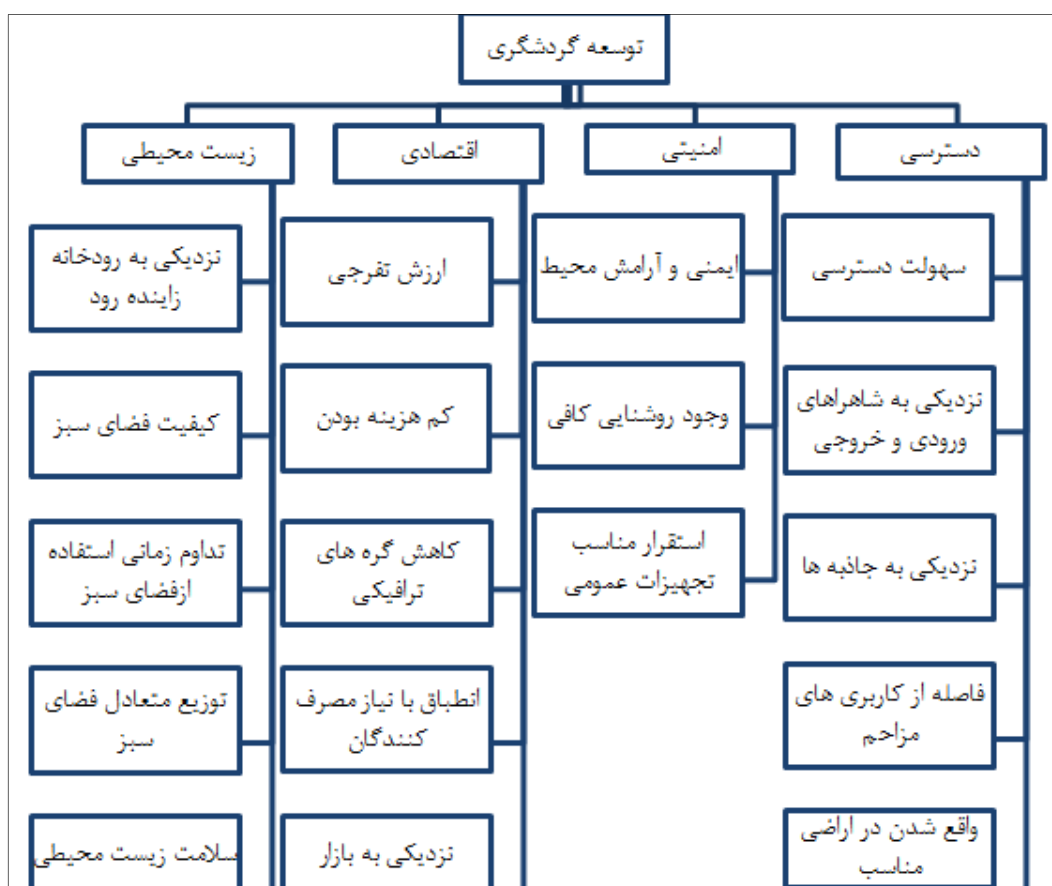 توسعه گردشگری
دسترسی
امنیتی
اقتصادی
زیست محیطی
سهولت دسترسی
ایمنی و آرامش محیط
ارزش تفرجی
نزدیکی به رودخانه
زاینده رود
نزدیکی به شاهراهای
ورودی و خروجی
وجود روشنایی کافی
کم هزینه بودن
کیفیت فضای سبز
نزدیکی به جاذبه ها
استقرار مناسب
تجهیزات عمومی
کاهش گره های
ترافیکی
تداوم زمانی استفاده
ازفضای سبز
فاصله از کاربری های
مزاحم
انطباق با نیاز مصرف
کنندگان
توزیع متعادل فضای
سبز
واقع شدن در اراضی
مناسب
نزدیکی به بازار
سلامت زیست محیطی